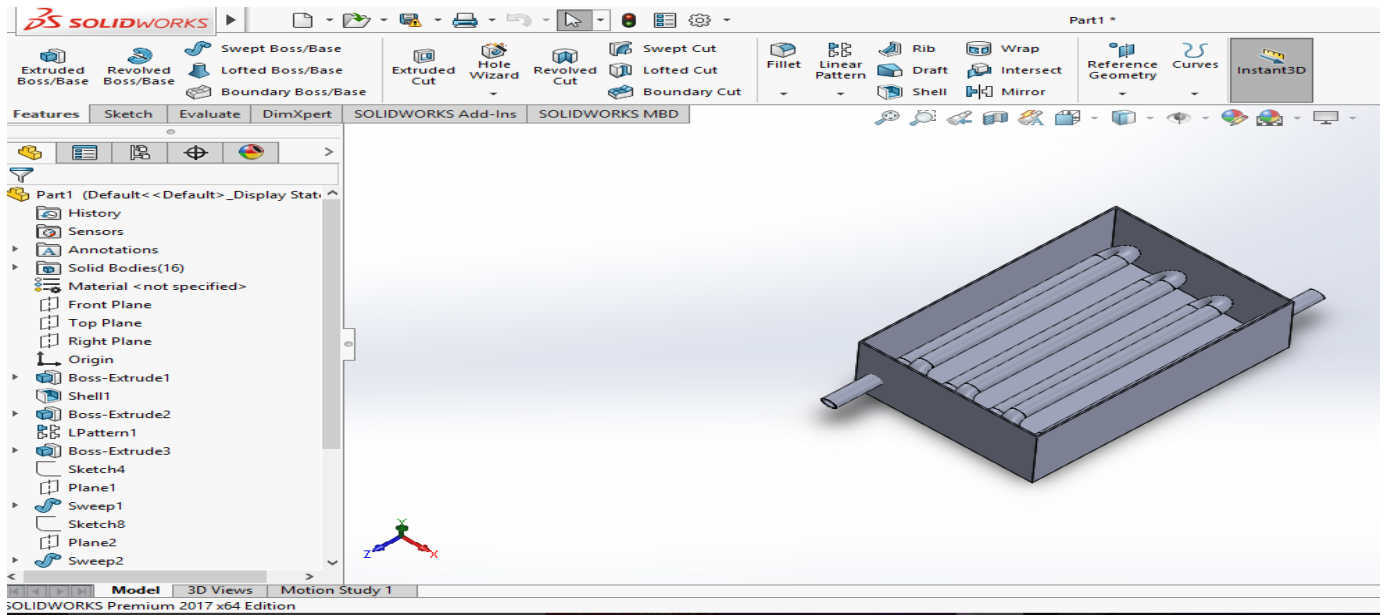 SOLIDWORKS
Part1 *
Extruded Boss/Base
Revolved Boss/Base
Swept Boss/Base
Lofted Boss/Base
Boundary Boss/Base
Extruded Cut
Hole Wizard
Revolved Cut
Swept Cut
Lofted Cut
Boundary Cut
Fillet
Linear Pattern
Rib
Draft
Shell
Wrap
Intersect
Mirror
Reference Geometry
Curves
Instant3D
Features Sketch Evaluate DimXpert SOLIDWORKS Add-Ins SOLIDWORKS MBD
Part1 (Default<<Default>_Display Stat
History
Sensors
Annotations
Solid Bodies(16)
Material <not specified>
Front Plane
Top Plane
Right Plane
Origin
Boss-Extrude1
Shell1
Boss-Extrude2
LPattern1
Boss-Extrude3
Sketch4
Plane1
Sweep1
Sketch8
Plane2
Sweep2
Y
Z
X
Model 3D Views Motion Study 1
SOLIDWORKS Premium 2017 x64 Edition